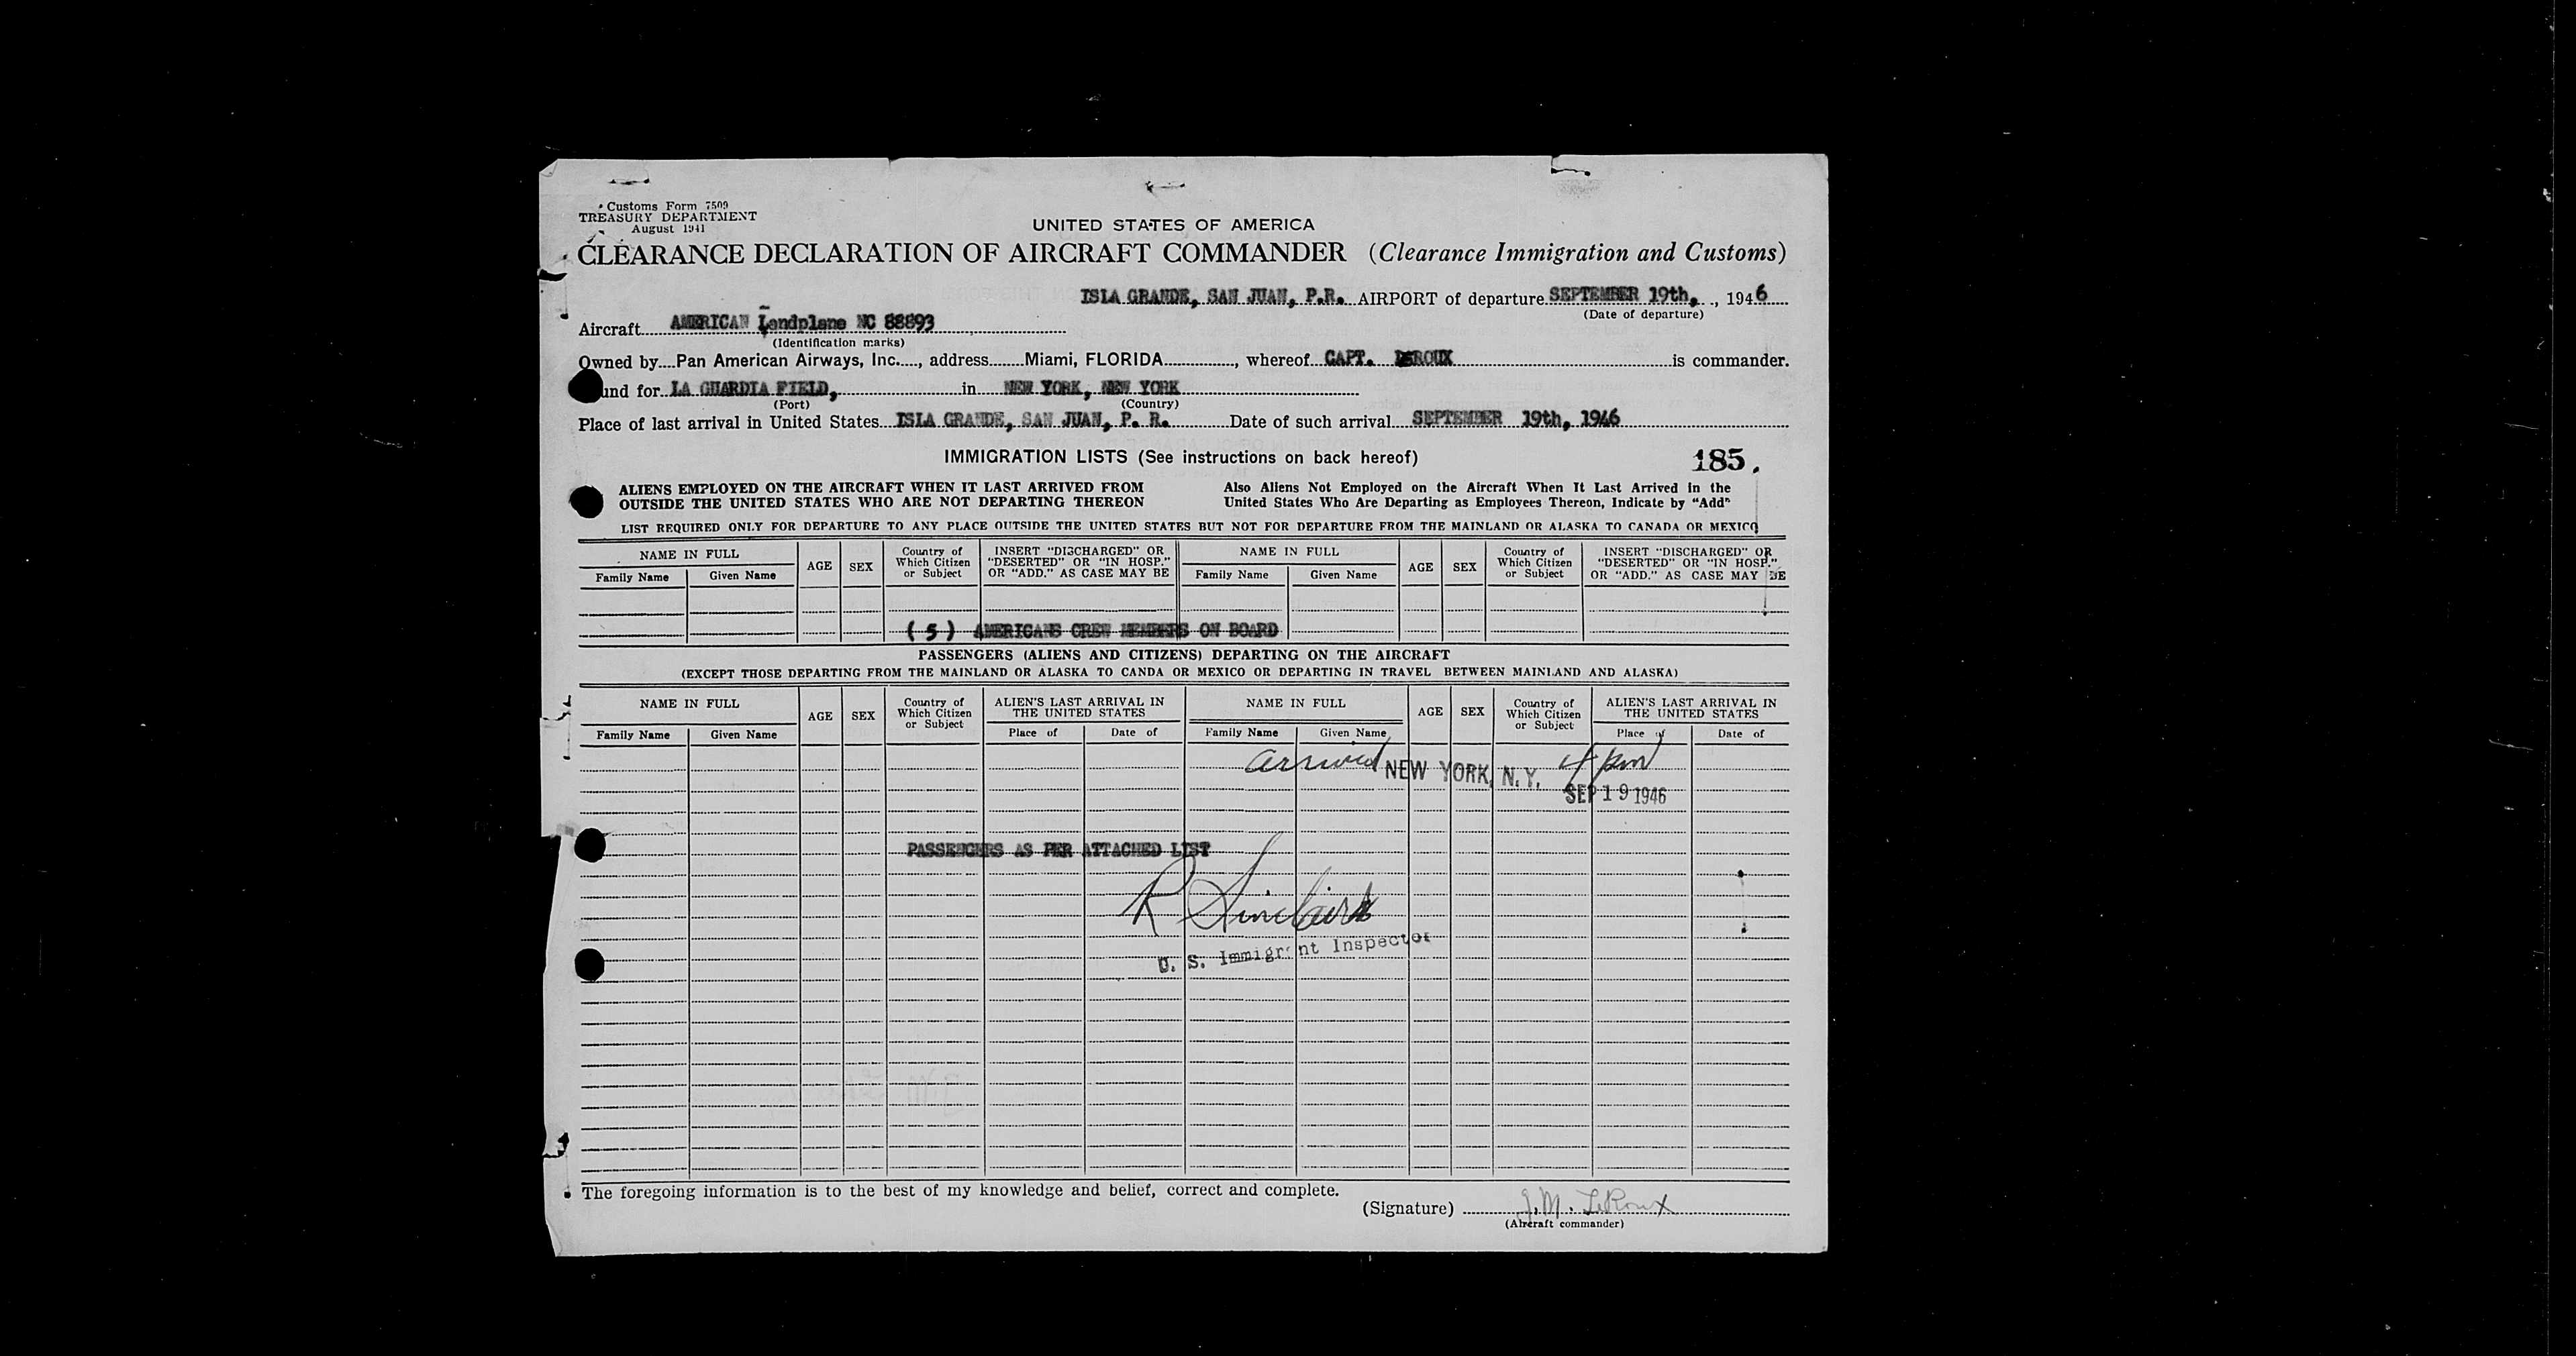 Customs Form 7509
TREASURY DEPARTMENT
August 1941
UNITED STATES OF AMERICA
CLEARANCE DECLARATION OF AIRCRAFT COMMANDER (Clearance Immigration and Customs)
ISLA GRANDE, SAN JUAN, P.R. AIRPORT of departure SEPTEMBER 19th, , 1946
(Date of departure)
Aircraft AMERICAN Landplane NC 88893
(Identification marks)
Owned by Pan American Airways, Inc. , address Miami, FLORIDA , whereof CAPT. LEROUX is commander.
und for LA GUARDIA FIELD, in NEW YORK, NEW YORK
(Port) (Country)
Place of last arrival in United States ISLA GRANDE, SAN JUAN, P. R. Date of such arrival SEPTEMBER 19th, 1946
IMMIGRATION LISTS (See instructions on back hereof) 185.
ALIENS EMPLOYED ON THE AIRCRAFT WHEN IT LAST ARRIVED FROM
OUTSIDE THE UNITED STATES WHO ARE NOT DEPARTING THEREON
Also Aliens Not Employed on the Aircraft When It Last Arrived in the
United States Who Are Departing as Employees Thereon, Indicate by "Add"
LIST REQUIRED ONLY FOR DEPARTURE TO ANY PLACE OUTSIDE THE UNITED STATES BUT NOT FOR DEPARTURE FROM THE MAINLAND OR ALASKA TO CANADA OR MEXICO
NAME IN FULL
Family Name Given Name
AGE
SEX
Country of
Which Citizen
or Subject
INSERT "DISCHARGED" OR
"DESERTED" OR "IN HOSP."
OR "ADD." AS CASE MAY BE
NAME IN FULL
Family Name Given Name
AGE
SEX
Country of
Which Citizen
or Subject
INSERT "DISCHARGED" OR
"DESERTED" OR "IN HOSP."
OR "ADD." AS CASE MAY BE
(5) AMERICANS CREW MEMBERS ON BOARD
PASSENGERS (ALIENS AND CITIZENS) DEPARTING ON THE AIRCRAFT
(EXCEPT THOSE DEPARTING FROM THE MAINLAND OR ALASKA TO CANDA OR MEXICO OR DEPARTING IN TRAVEL BETWEEN MAINLAND AND ALASKA)
NAME IN FULL
Family Name Given Name
AGE
SEX
Country of
Which Citizen
or Subject
ALIEN'S LAST ARRIVAL IN
THE UNITED STATES
Place of Date of
NAME IN FULL
Family Name Given Name
AGE
SEX
Country of
Which Citizen
or Subject
ALIEN'S LAST ARRIVAL IN
THE UNITED STATES
Place of Date of
arrived NEW YORK, N.Y. 4 pm
SEP 19 1946
PASSENGERS AS PER ATTACHED LIST
R Sinclair
U. S. Immigrant Inspector
The foregoing information is to the best of my knowledge and belief, correct and complete.
(Signature) J.M. LeRoux
(Aircraft commander)